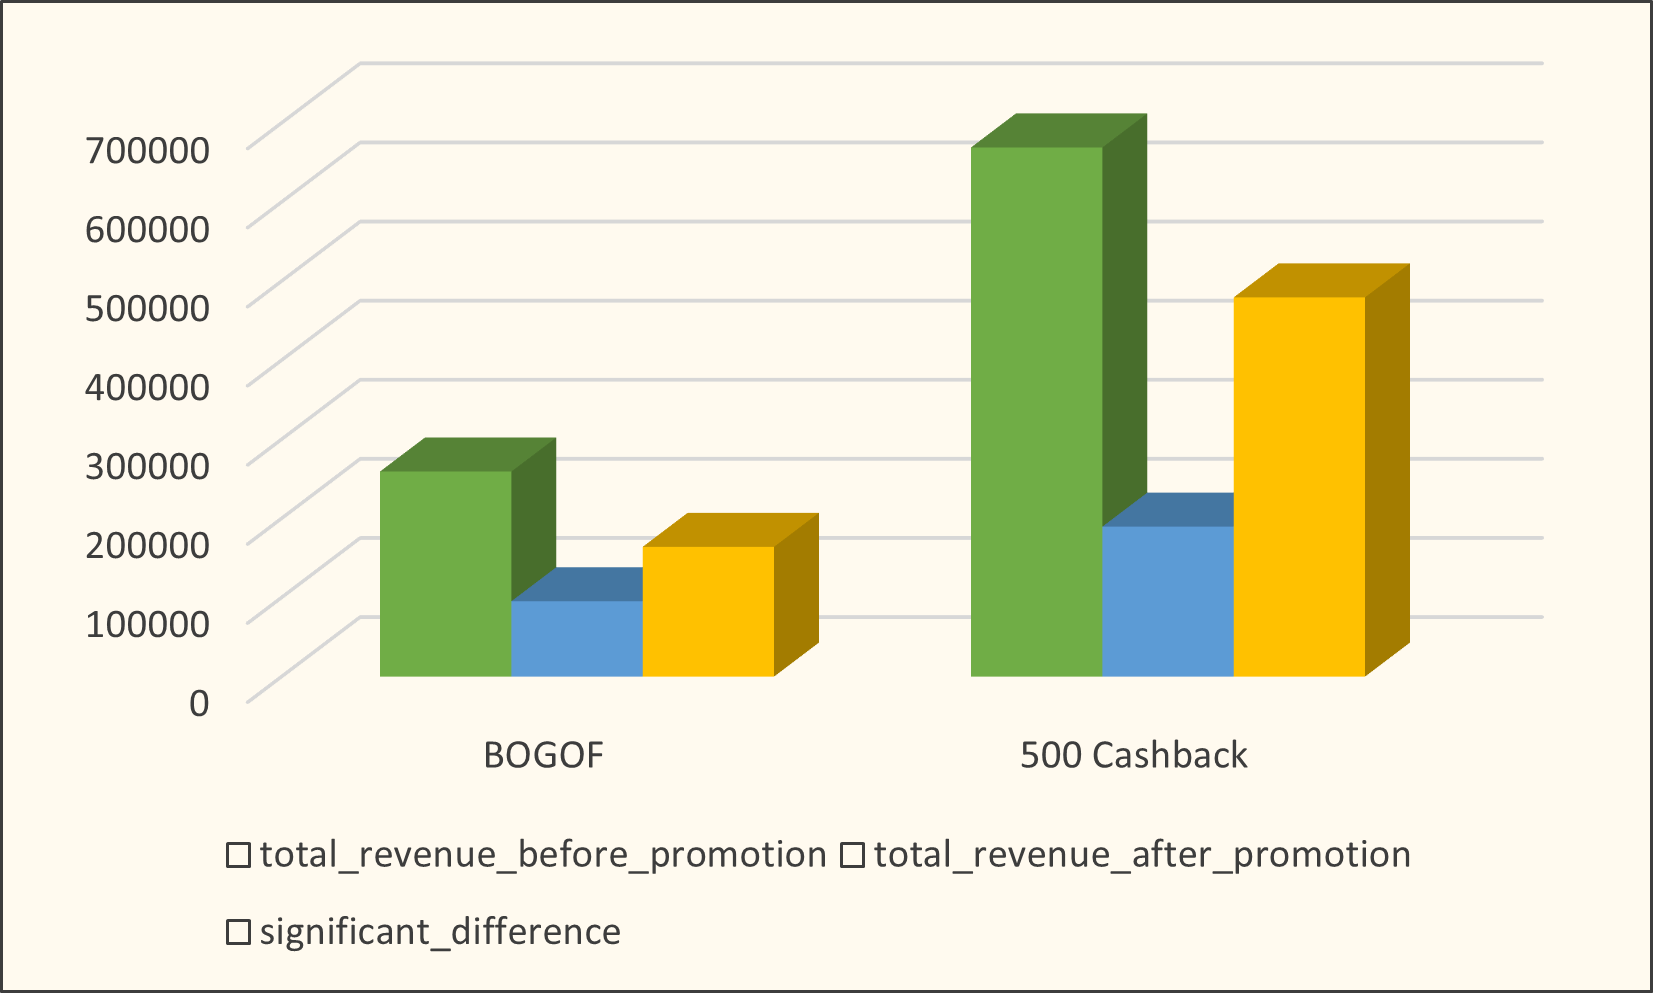 700000
600000
500000
400000
300000
200000
100000
0
BOGOF 500 Cashback
total_revenue_before_promotion total_revenue_after_promotion
significant_difference